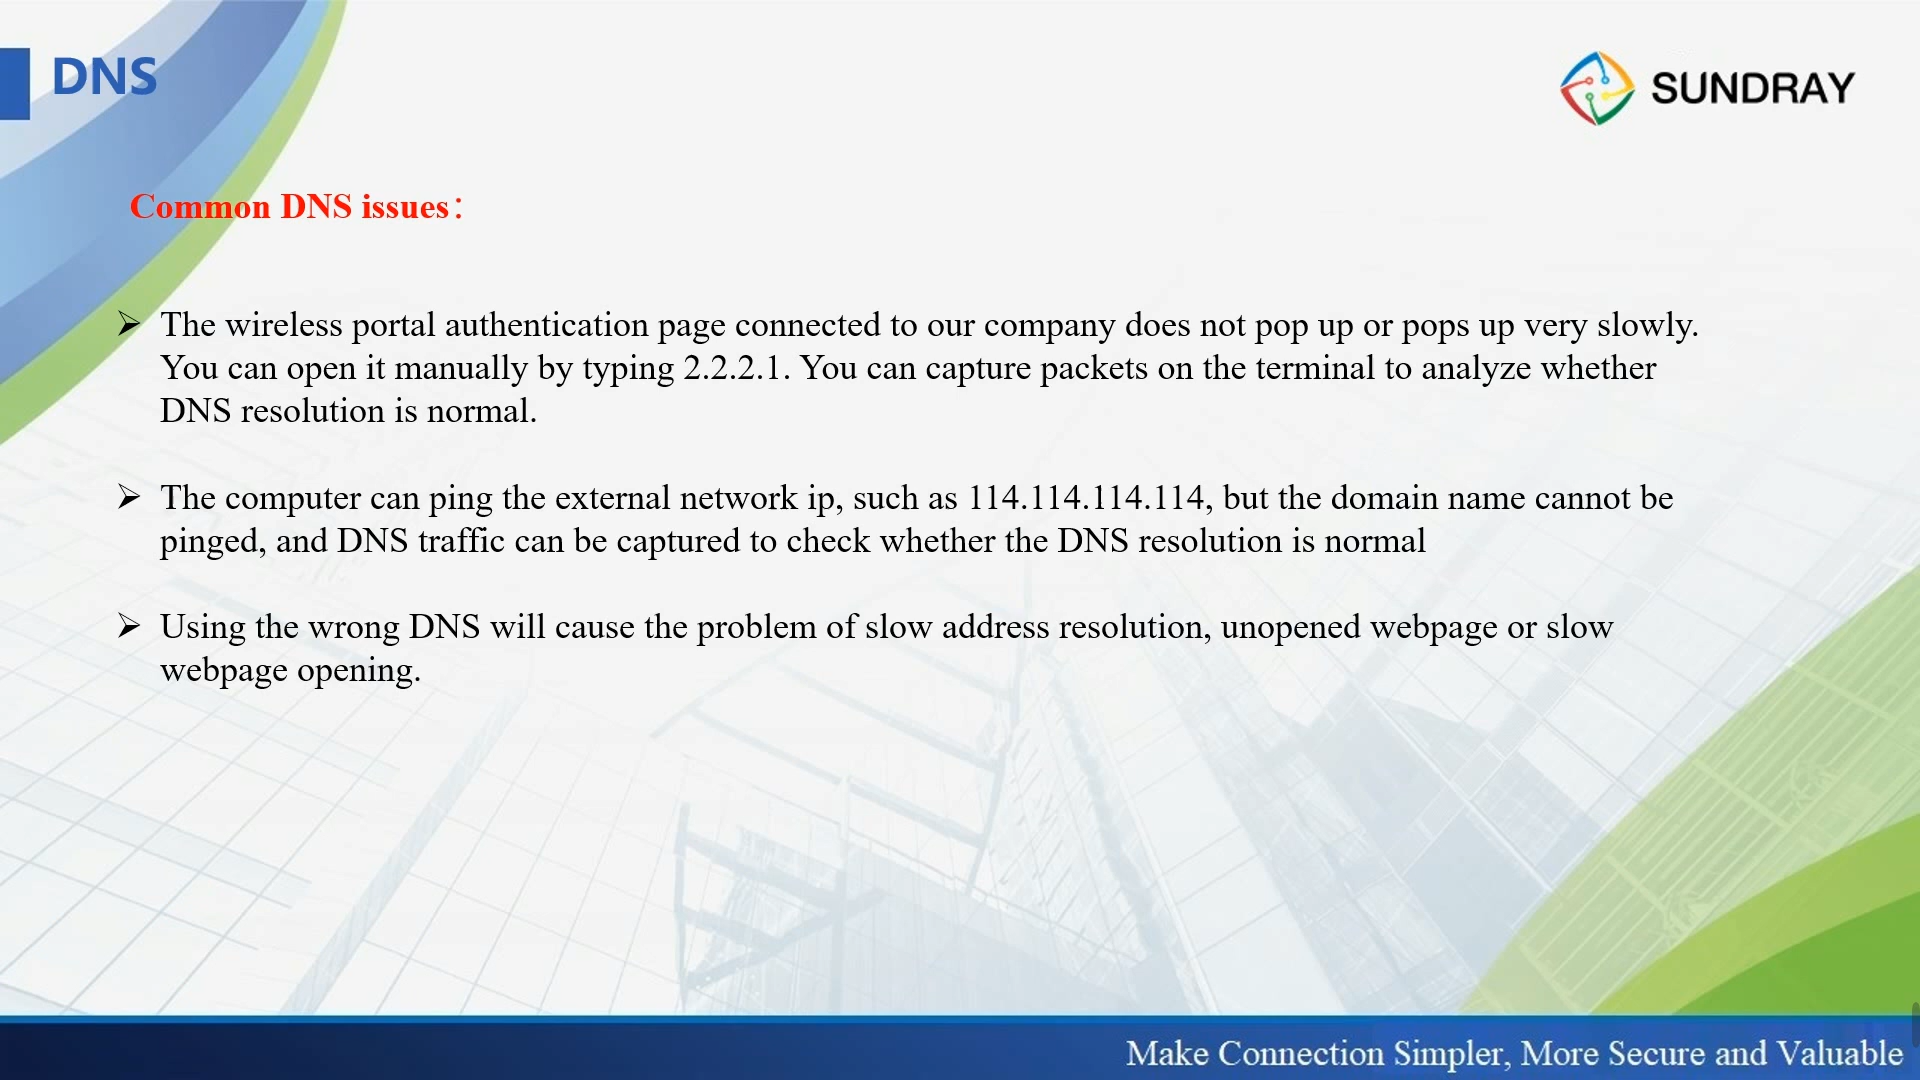 DNS
SUNDRAY
Common DNS issues：
➢ The wireless portal authentication page connected to our company does not pop up or pops up very slowly.
You can open it manually by typing 2.2.2.1. You can capture packets on the terminal to analyze whether
DNS resolution is normal.
➢ The computer can ping the external network ip, such as 114.114.114.114, but the domain name cannot be
pinged, and DNS traffic can be captured to check whether the DNS resolution is normal
➢ Using the wrong DNS will cause the problem of slow address resolution, unopened webpage or slow
webpage opening.
Make Connection Simpler, More Secure and Valuable